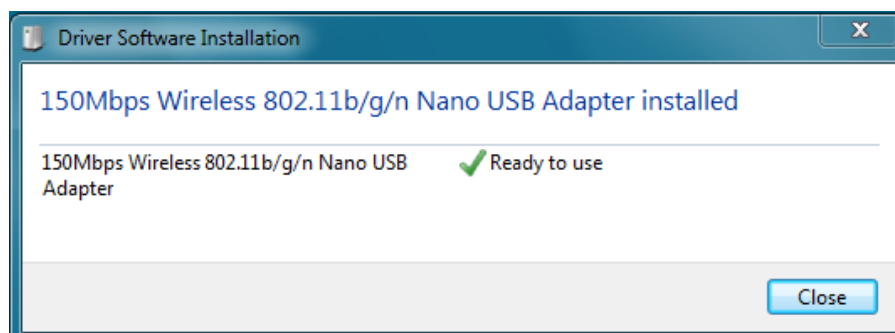 Driver Software Installation
X
150Mbps Wireless 802.11b/g/n Nano USB Adapter installed
150Mbps Wireless 802.11b/g/n Nano USB
Adapter
Ready to use
Close